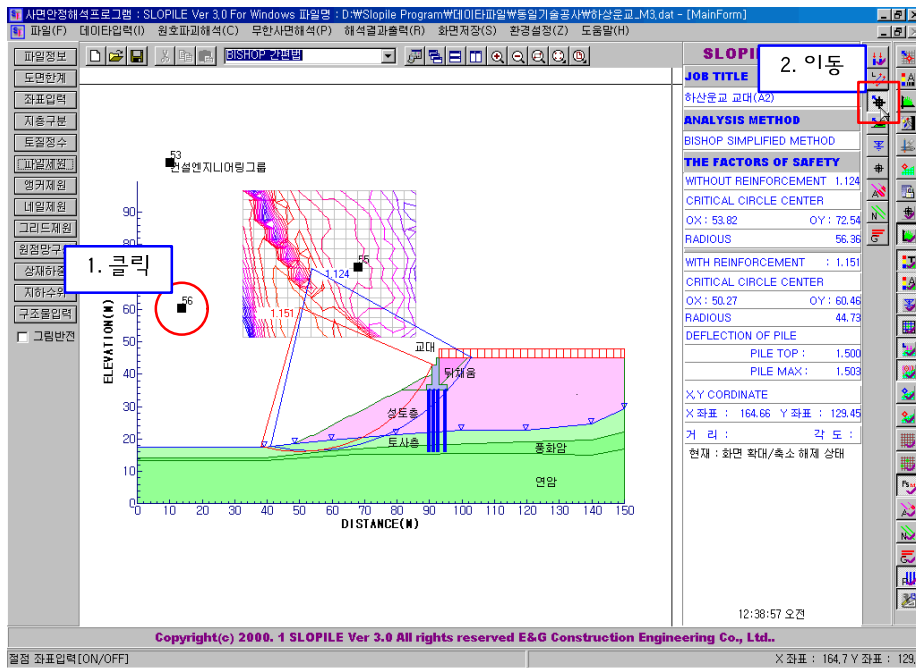 사면안정해석프로그램 : SLOPILE Ver 3.0 For Windows 파일명 : D:₩Slopile Program₩데이타파일₩동일기술공사₩하상운교_M3.dat - [MainForm]
파일(F) 데이타입력(I) 원호파괴해석(C) 무한사면해석(P) 해석결과출력(R) 화면저장(S) 환경설정(Z) 도움말(H)
파일정보
도면한계
좌표입력
지층구분
토질정수
파일제원
앵커제원
네일제원
그리드제원
원점망구
상재하중
지하수위
구조물입력
그림반전
BISHOP 간편법
1. 클릭
2. 이동
53
건설엔지니어링그룹
55
56
1.124
1.151
교대
뒤채움
성토층
토사층
풍화암
연암
ELEVATION(M)
90
80
60
50
40
30
20
10
0
0 10 20 30 40 50 60 70 80 90 100 110 120 130 140 150
DISTANCE(M)
SLOPI
JOB TITLE
하산운교 교대(A2)
ANALYSIS METHOD
BISHOP SIMPLIFIED METHOD
THE FACTORS OF SAFETY
WITHOUT REINFORCEMENT 1.124
CRITICAL CIRCLE CENTER
OX : 53.82 OY : 72.54
RADIOUS 56.36
WITH REINFORCEMENT : 1.151
CRITICAL CIRCLE CENTER
OX : 50.27 OY : 60.46
RADIOUS 44.73
DEFLECTION OF PILE
PILE TOP : 1.500
PILE MAX : 1.503
X,Y CORDINATE
X 좌표 : 164.66 Y 좌표 : 129.45
거 리 : 각 도 :
현재 : 화면 확대/축소 해제 상태
12:38:57 오전
Copyright(c) 2000. 1 SLOPILE Ver 3.0 All rights reserved E&G Construction Engineering Co., Ltd..
절점 좌표입력[ON/OFF]
X 좌표 : 164.7 Y 좌표 : 129.